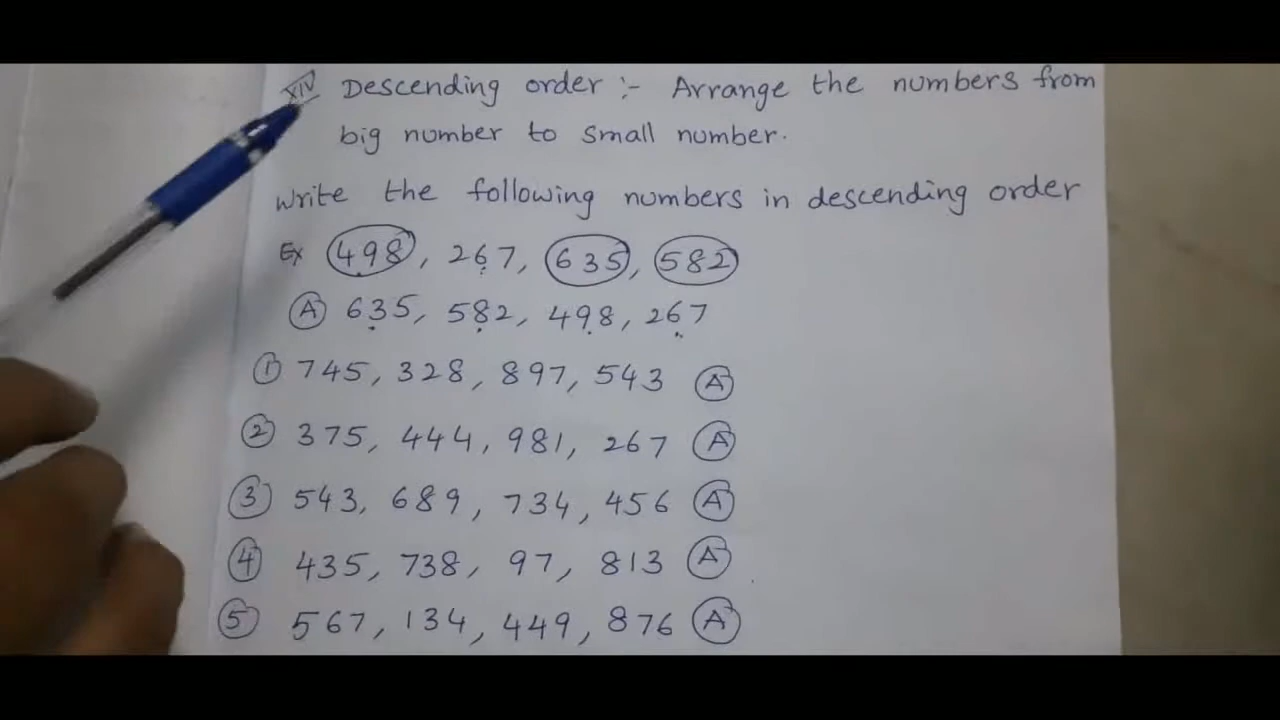 XIV Descending order :- Arrange the numbers from
big number to small number.
Write the following numbers in descending order
Ex 498, 267, 635, 582
A 635, 582, 498, 267
1 745, 328, 897, 543 A
2 375, 444, 981, 267 A
3 543, 689, 734, 456 A
4 435, 738, 97, 813 A
5 567, 134, 449, 876 A